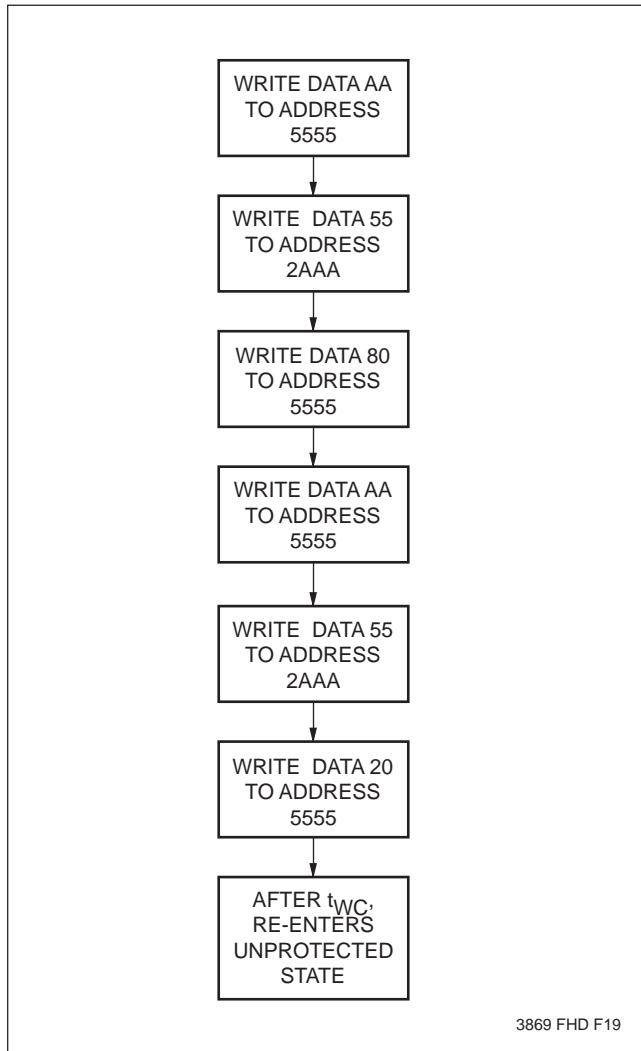 WRITE DATA AA
TO ADDRESS
5555
WRITE DATA 55
TO ADDRESS
2AAA
WRITE DATA 80
TO ADDRESS
5555
WRITE DATA AA
TO ADDRESS
5555
WRITE DATA 55
TO ADDRESS
2AAA
WRITE DATA 20
TO ADDRESS
5555
AFTER tWC,
RE-ENTERS
UNPROTECTED
STATE
3869 FHD F19